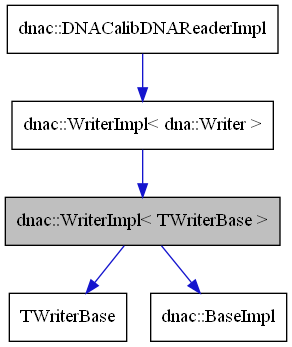 dnac::DNACalibDNAReaderImpl
dnac::WriterImpl< dna::Writer >
dnac::WriterImpl< TWriterBase >
TWriterBase
dnac::BaseImpl